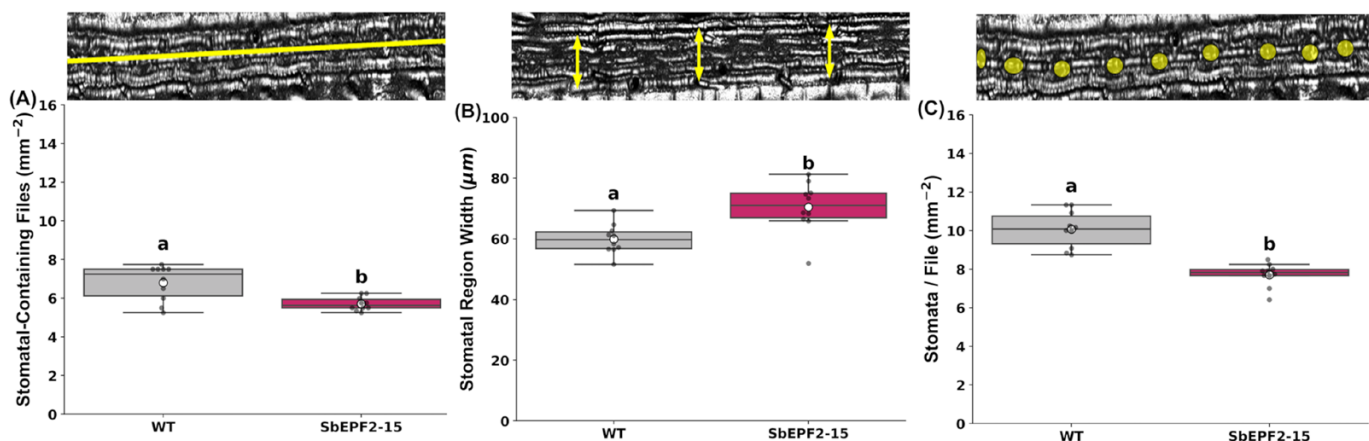 (A)
Stomatal-Containing Files (mm⁻²)
16
14
12
10
8
6
4
2
0
a
b
WT
SbEPF2-15
(B)
Stomatal Region Width (μm)
100
80
60
40
20
0
a
b
WT
SbEPF2-15
(C)
Stomata / File (mm⁻²)
16
14
12
10
8
6
4
2
0
a
b
WT
SbEPF2-15